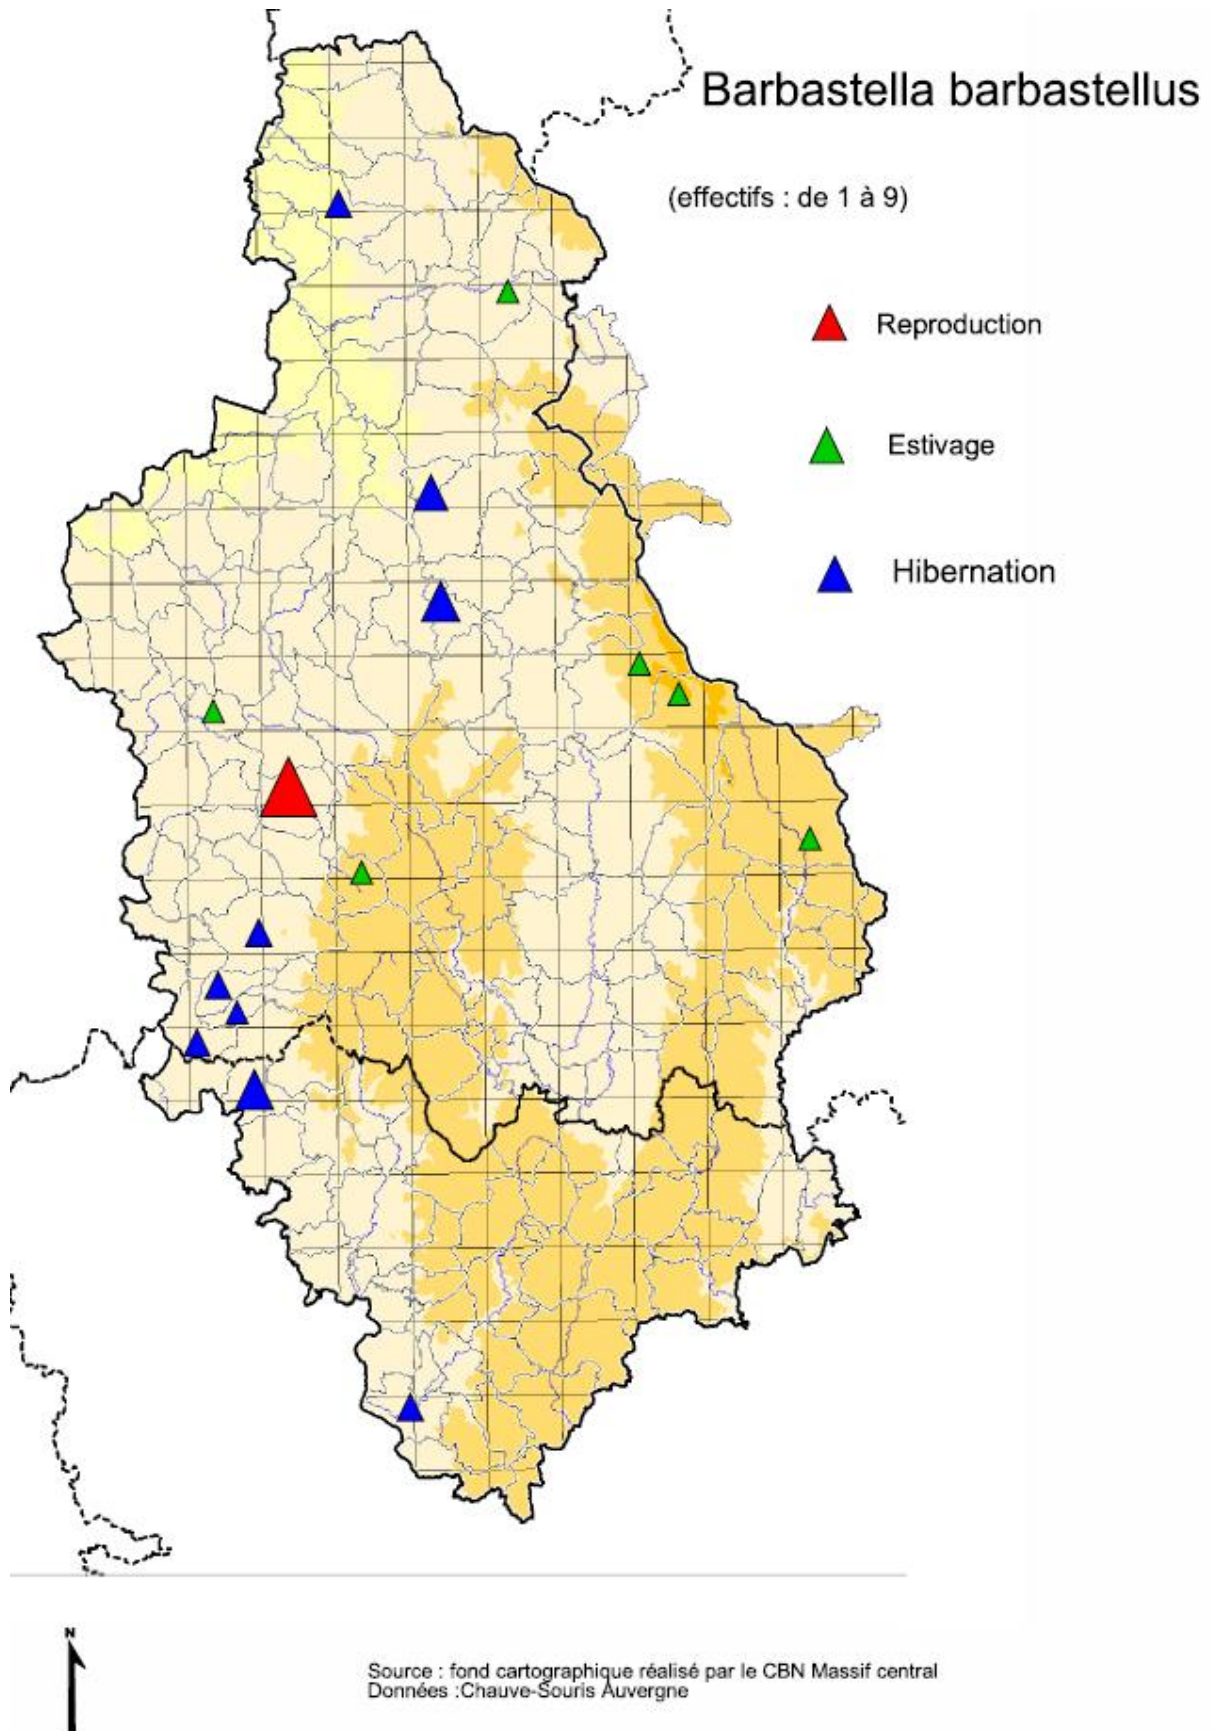 Barbastella barbastellus
(effectifs : de 1 à 9)
Reproduction
Estivage
Hibernation
N
Source : fond cartographique réalisé par le CBN Massif central
Données :Chauve-Souris Auvergne